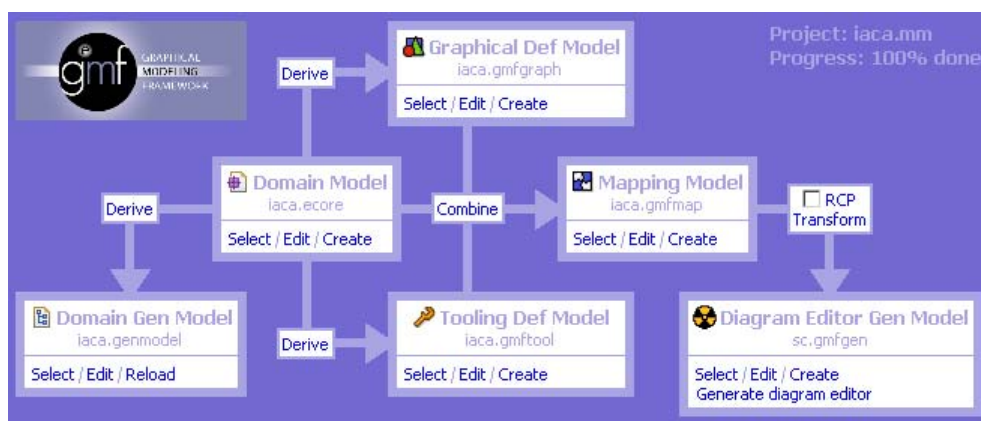 gmf
GRAPHICAL
MODELING
FRAMEWORK
Project: iaca.mm
Progress: 100% done
Graphical Def Model
iaca.gmfgraph
Select / Edit / Create
Derive
Domain Model
iaca.ecore
Select / Edit / Create
Derive
Combine
Mapping Model
iaca.gmfmap
Select / Edit / Create
RCP
Transform
Domain Gen Model
iaca.genmodel
Select / Edit / Reload
Derive
Tooling Def Model
iaca.gmftool
Select / Edit / Create
Diagram Editor Gen Model
sc.gmfgen
Select / Edit / Create
Generate diagram editor